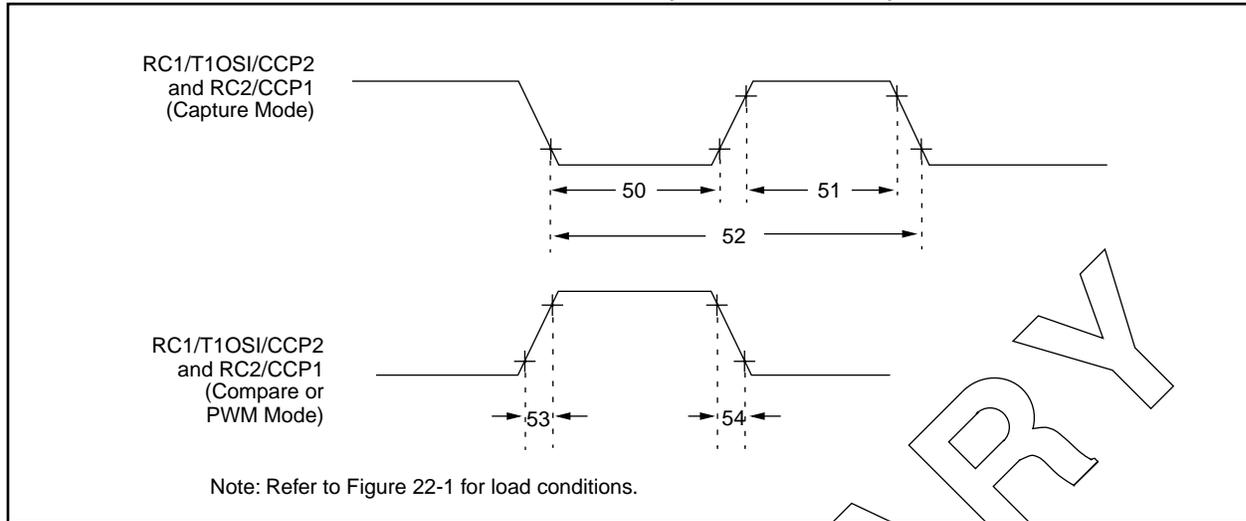 RC1/T1OSI/CCP2
and RC2/CCP1
(Capture Mode)
50
51
52
RC1/T1OSI/CCP2
and RC2/CCP1
(Compare or
PWM Mode)
53
54
Note: Refer to Figure 22-1 for load conditions.
R Y